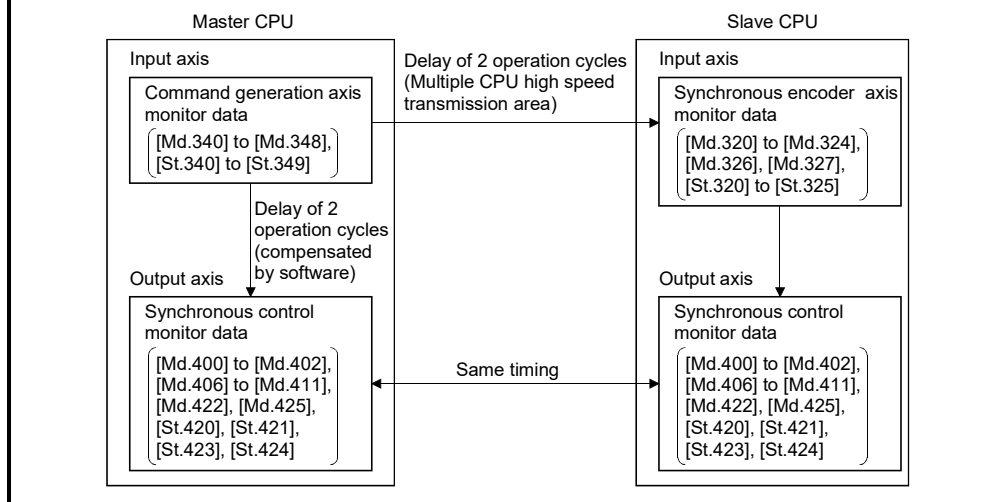 Master CPU
Input axis
Command generation axis
monitor data
[Md.340] to [Md.348],
[St.340] to [St.349]
Delay of 2
operation cycles
(compensated
by software)
Output axis
Synchronous control
monitor data
[Md.400] to [Md.402],
[Md.406] to [Md.411],
[Md.422], [Md.425],
[St.420], [St.421],
[St.423], [St.424]
Delay of 2 operation cycles
(Multiple CPU high speed
transmission area)
Same timing
Slave CPU
Input axis
Synchronous encoder axis
monitor data
[Md.320] to [Md.324],
[Md.326], [Md.327],
[St.320] to [St.325]
Output axis
Synchronous control
monitor data
[Md.400] to [Md.402],
[Md.406] to [Md.411],
[Md.422], [Md.425],
[St.420], [St.421],
[St.423], [St.424]